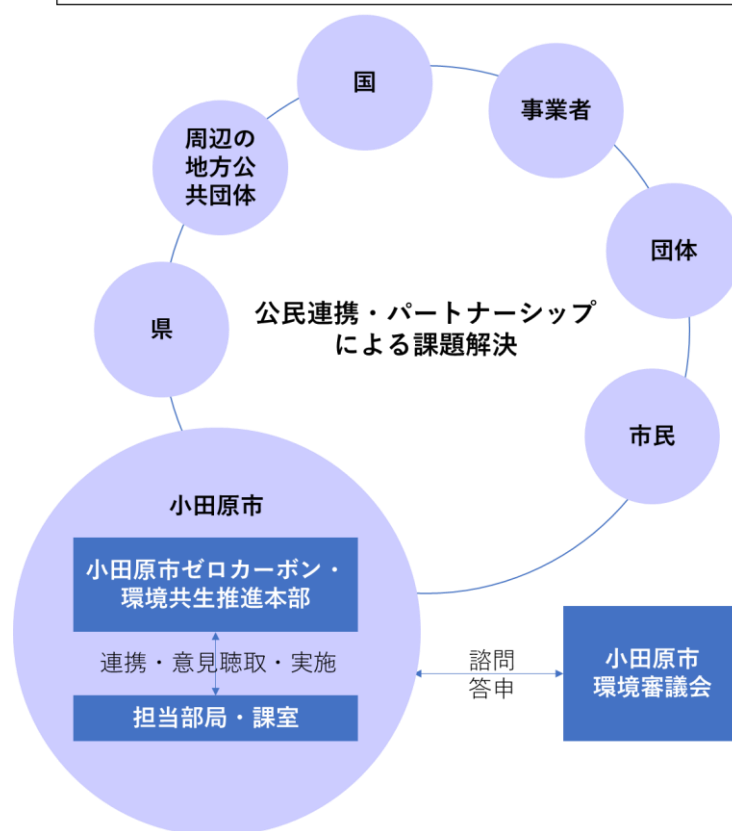 国
事業者
周辺の
地方公
共団体
団体
県
公民連携・パートナーシップ
による課題解決
市民
小田原市
小田原市ゼロカーボン・
環境共生推進本部
連携・意見聴取・実施
担当部局・課室
諮問
答申
小田原市
環境審議会